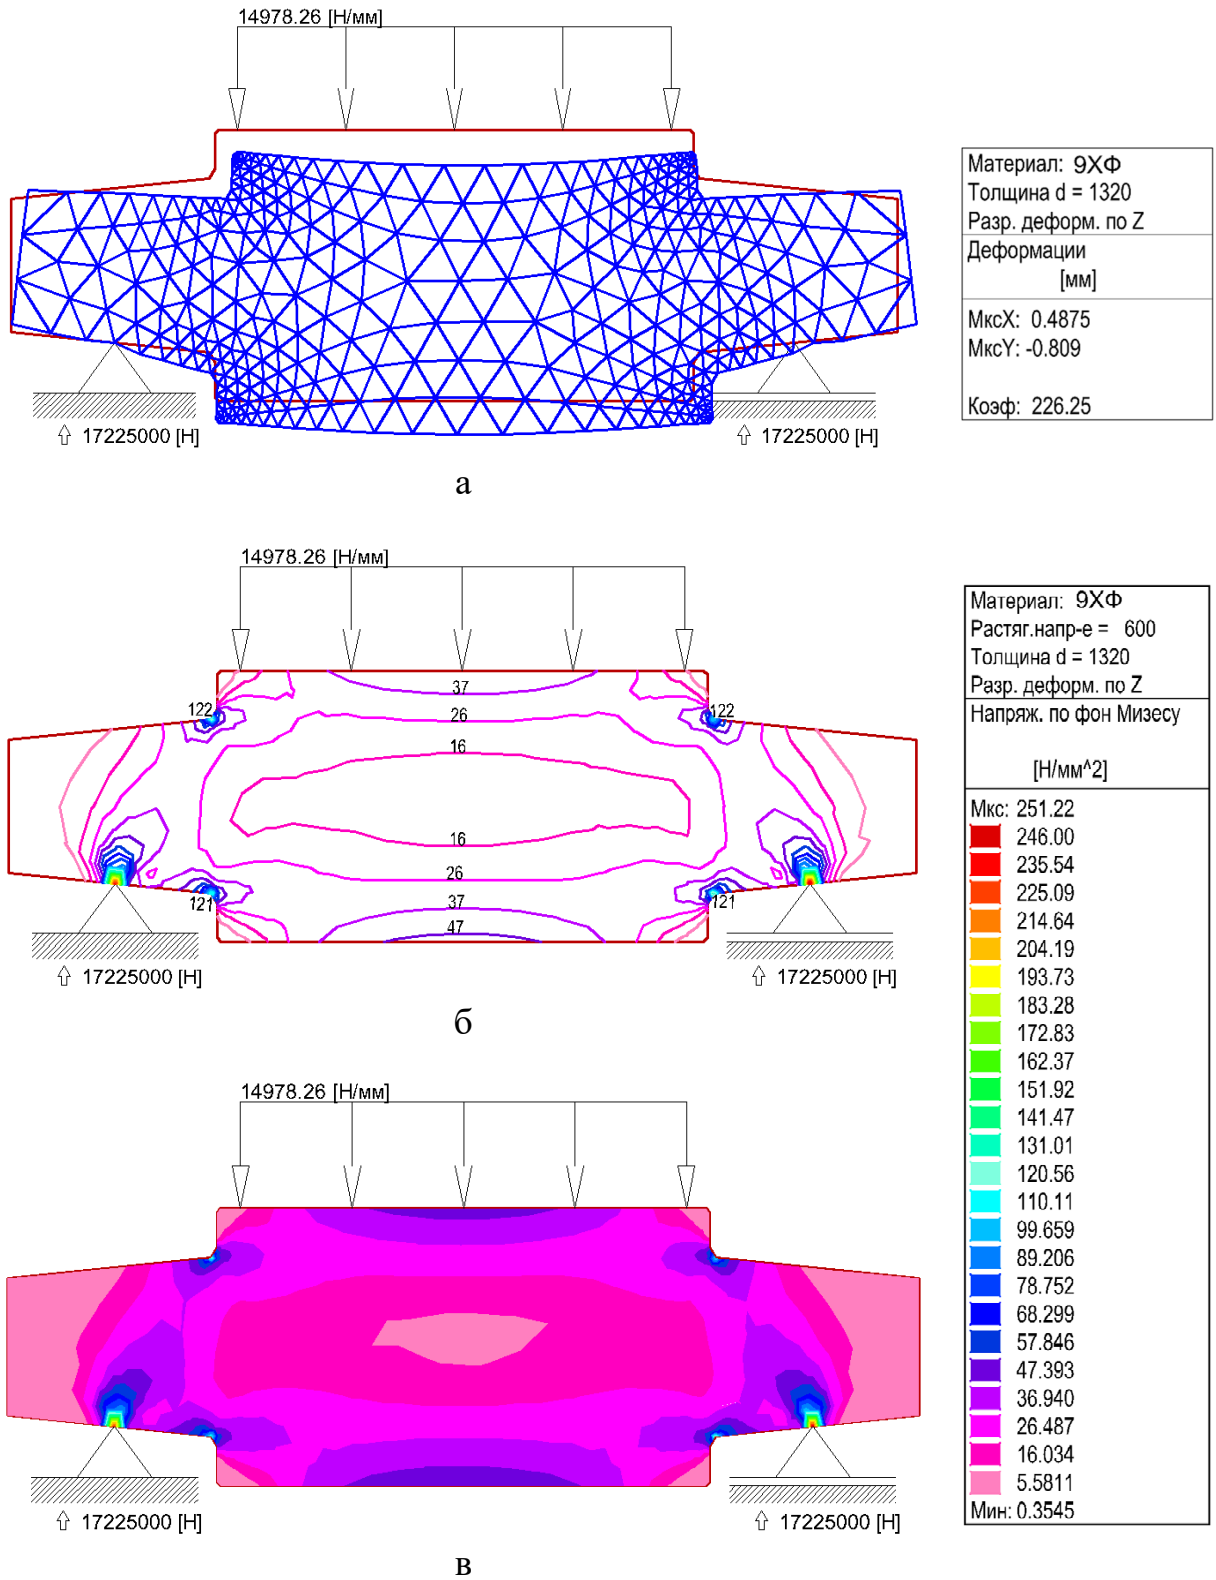 14978.26 [Н/мм]
Материал: 9ХФ
Толщина d = 1320
Разр. деформ. по Z
Деформации
[мм]
МксX: 0.4875
МксY: -0.809
Коэф: 226.25
17225000 [Н]
17225000 [Н]
а
14978.26 [Н/мм]
37
122
122
26
16
16
26
121
37
121
47
17225000 [Н]
17225000 [Н]
б
Материал: 9ХФ
Растяг.напр-е = 600
Толщина d = 1320
Разр. деформ. по Z
Напряж. по фон Мизесу
[Н/мм^2]
Мкс: 251.22
246.00
235.54
225.09
214.64
204.19
193.73
183.28
172.83
162.37
151.92
141.47
131.01
120.56
110.11
99.659
89.206
78.752
68.299
57.846
47.393
36.940
26.487
16.034
5.5811
Мин: 0.3545
14978.26 [Н/мм]
17225000 [Н]
17225000 [Н]
в